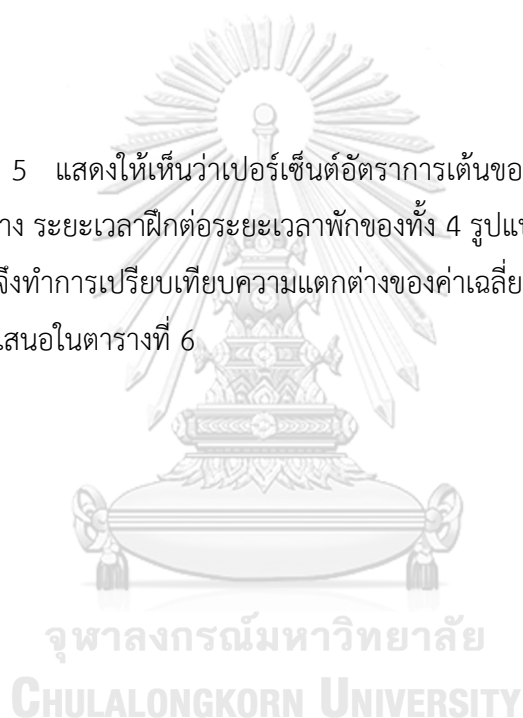 5 แสดงให้เห็นว่าเปอร์เซ็นต์อัตราการเต้นขอ
าง ระยะเวลาฝึกต่อระยะเวลาพักของทั้ง 4 รูปแบ
จึงทำการเปรียบเทียบความแตกต่างของค่าเฉลี่ย
เสนอในตารางที่ 6
จุฬาลงกรณ์มหาวิทยาลัย
CHULALONGKORN UNIVERSITY